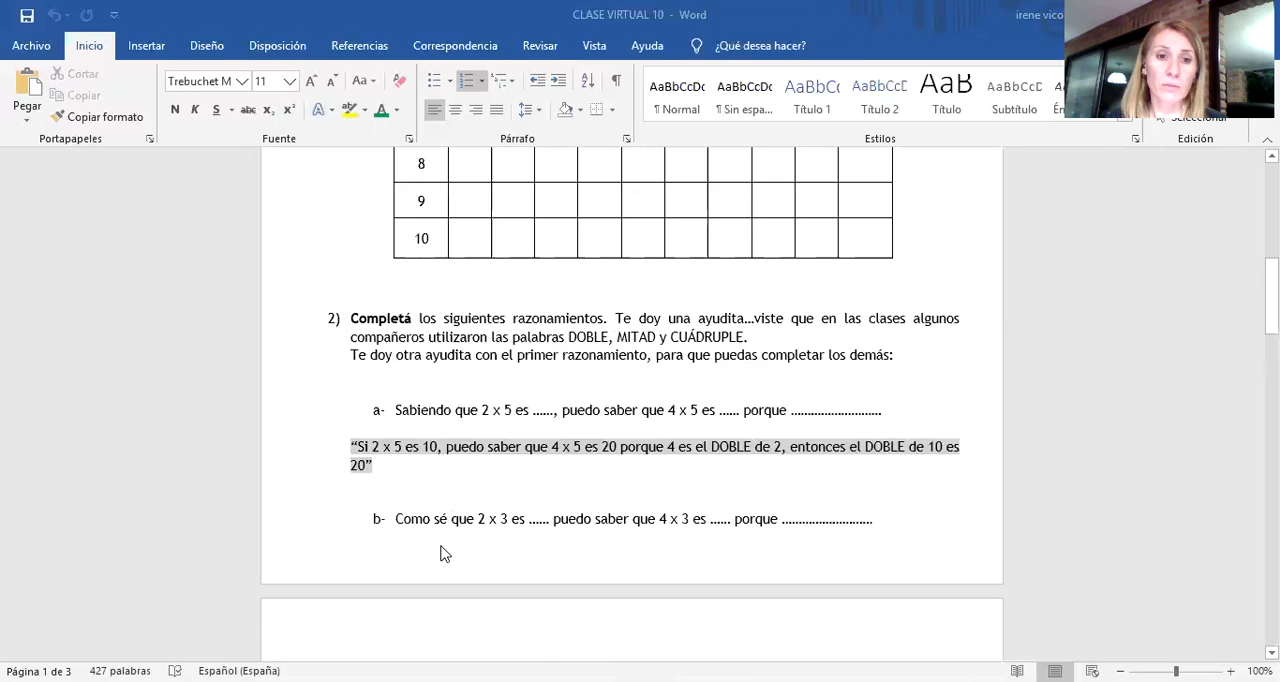 CLASE VIRTUAL 10 - Word
irene vico
Archivo Inicio Insertar Diseño Disposición Referencias Correspondencia Revisar Vista Ayuda ¿Qué desea hacer?
Pegar
Cortar
Copiar
Copiar formato
Portapapeles
Trebuchet M 11
Aa
N K S abc x₂ x²
Fuente
Párrafo
AaBbCcDc AaBbCcDc AaBbCc AaBbCcD AaB AaBbCcD
¶ Normal ¶ Sin espa... Título 1 Título 2 Título Subtítulo
Estilos
Seleccionar
Edición
8
9
10
2) Completá los siguientes razonamientos. Te doy una ayudita...viste que en las clases algunos
compañeros utilizaron las palabras DOBLE, MITAD y CUÁDRUPLE.
Te doy otra ayudita con el primer razonamiento, para que puedas completar los demás:
a- Sabiendo que 2 x 5 es ......, puedo saber que 4 x 5 es ...... porque ...........................
“Si 2 x 5 es 10, puedo saber que 4 x 5 es 20 porque 4 es el DOBLE de 2, entonces el DOBLE de 10 es
20”
b- Como sé que 2 x 3 es ...... puedo saber que 4 x 3 es ...... porque ...........................
Página 1 de 3 427 palabras Español (España) 100%